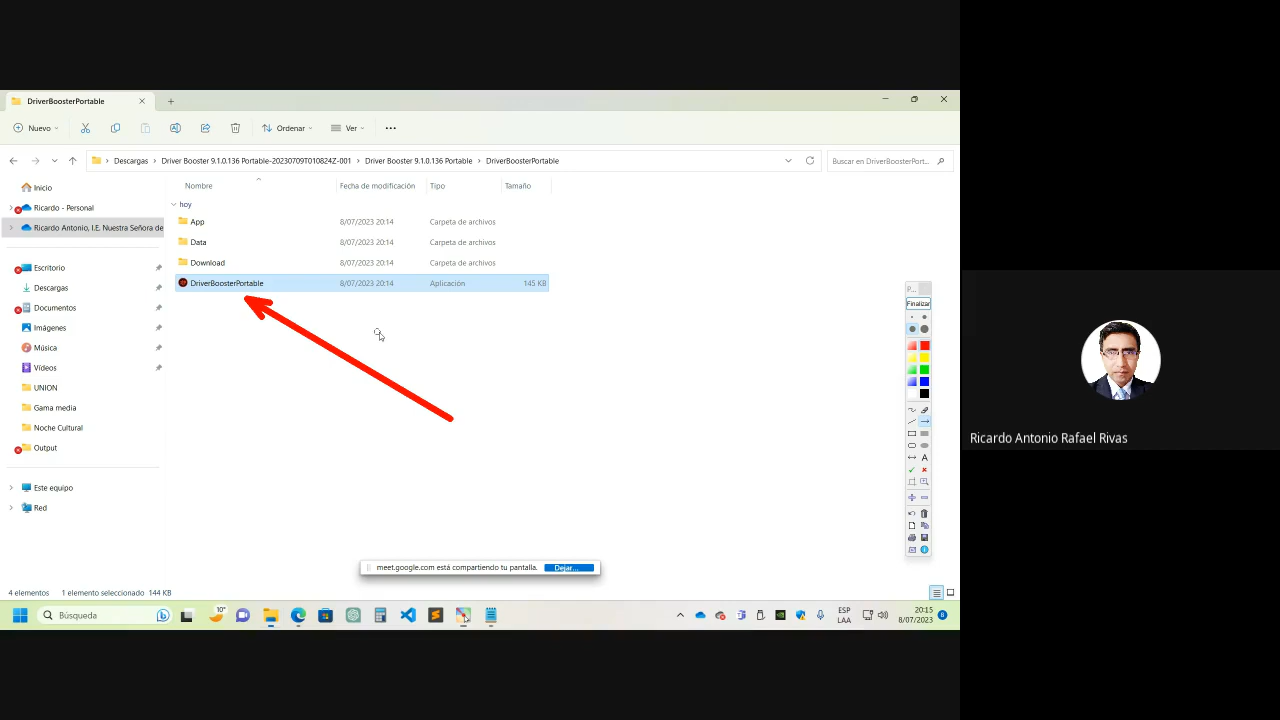 DriverBoosterPortable
Nuevo
Ordenar
Ver
Descargas > Driver Booster 9.1.0.136 Portable-20230709T010824Z-001 > Driver Booster 9.1.0.136 Portable > DriverBoosterPortable
Buscar en DriverBoosterPort...
Nombre Fecha de modificación Tipo Tamaño
hoy
App 8/07/2023 20:14 Carpeta de archivos
Data 8/07/2023 20:14 Carpeta de archivos
Download 8/07/2023 20:14 Carpeta de archivos
DriverBoosterPortable 8/07/2023 20:14 Aplicación 145 KB
Inicio
Ricardo - Personal
Ricardo Antonio, I.E. Nuestra Señora de
Escritorio
Descargas
Documentos
Imágenes
Música
Vídeos
UNION
Gama media
Noche Cultural
Output
Este equipo
Red
P...
Finalizar
A
meet.google.com está compartiendo tu pantalla. Dejar...
4 elementos 1 elemento seleccionado 144 KB
Búsqueda
10°
ESP
LAA
20:15
8/07/2023
8
Ricardo Antonio Rafael Rivas